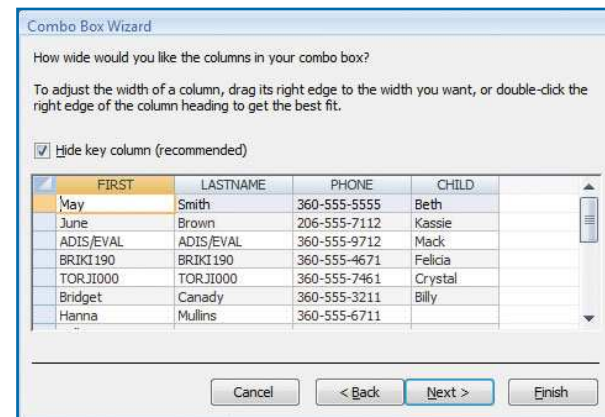 Combo Box Wizard
How wide would you like the columns in your combo box?
To adjust the width of a column, drag its right edge to the width you want, or double-click the
right edge of the column heading to get the best fit.
Hide key column (recommended)
FIRST LASTNAME PHONE CHILD
May Smith 360-555-5555 Beth
June Brown 206-555-7112 Kassie
ADIS/EVAL ADIS/EVAL 360-555-9712 Mack
BRIKI190 BRIKI190 360-555-4671 Felicia
TORJI000 TORJI000 360-555-7461 Crystal
Bridget Canady 360-555-3211 Billy
Hanna Mullins 360-555-6711
Cancel < Back Next > Finish